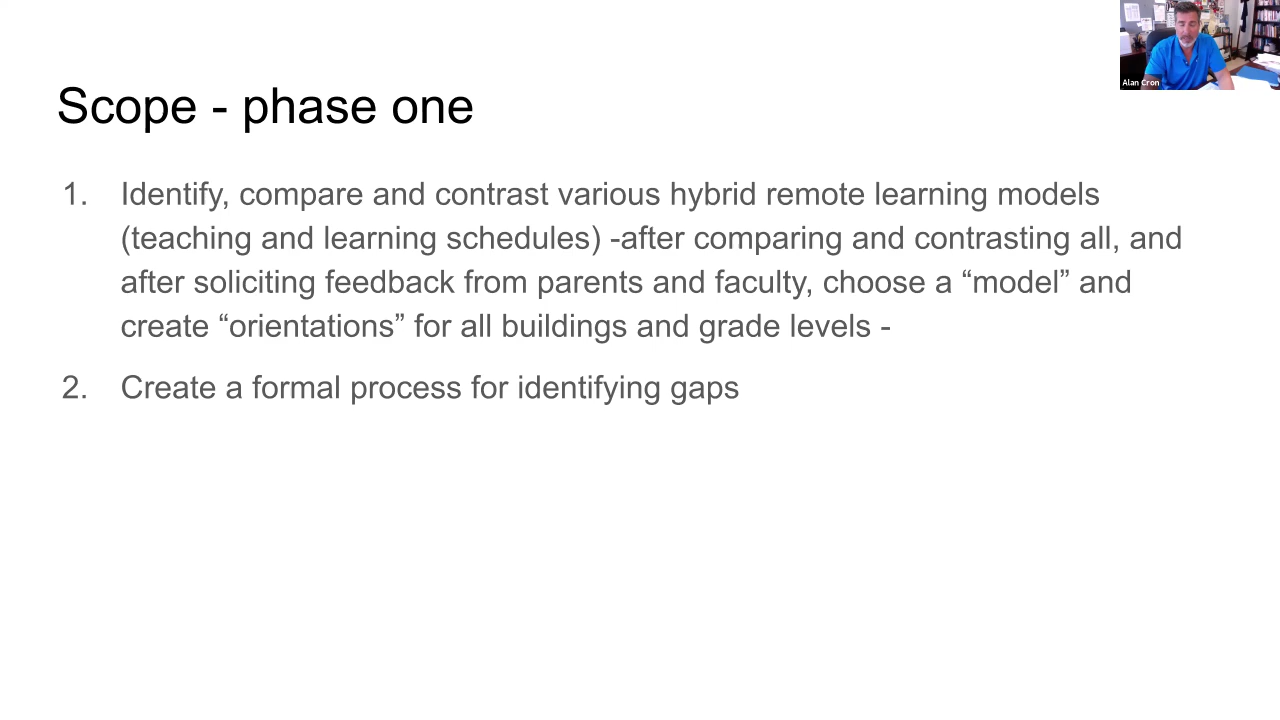 Alan Cron
Scope - phase one
1. Identify, compare and contrast various hybrid remote learning models
(teaching and learning schedules) -after comparing and contrasting all, and
after soliciting feedback from parents and faculty, choose a “model” and
create “orientations” for all buildings and grade levels -
2. Create a formal process for identifying gaps